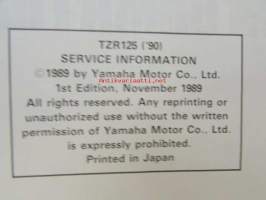 TZR125 ('90)
SERVICE INFORMATION
©1989 by Yamaha Motor Co., Ltd.
1st Edition, November 1989
All rights reserved. Any reprinting or
unauthorized use without the written
permission of Yamaha Motor Co., Ltd.
is expressly prohibited.
Printed in Japan